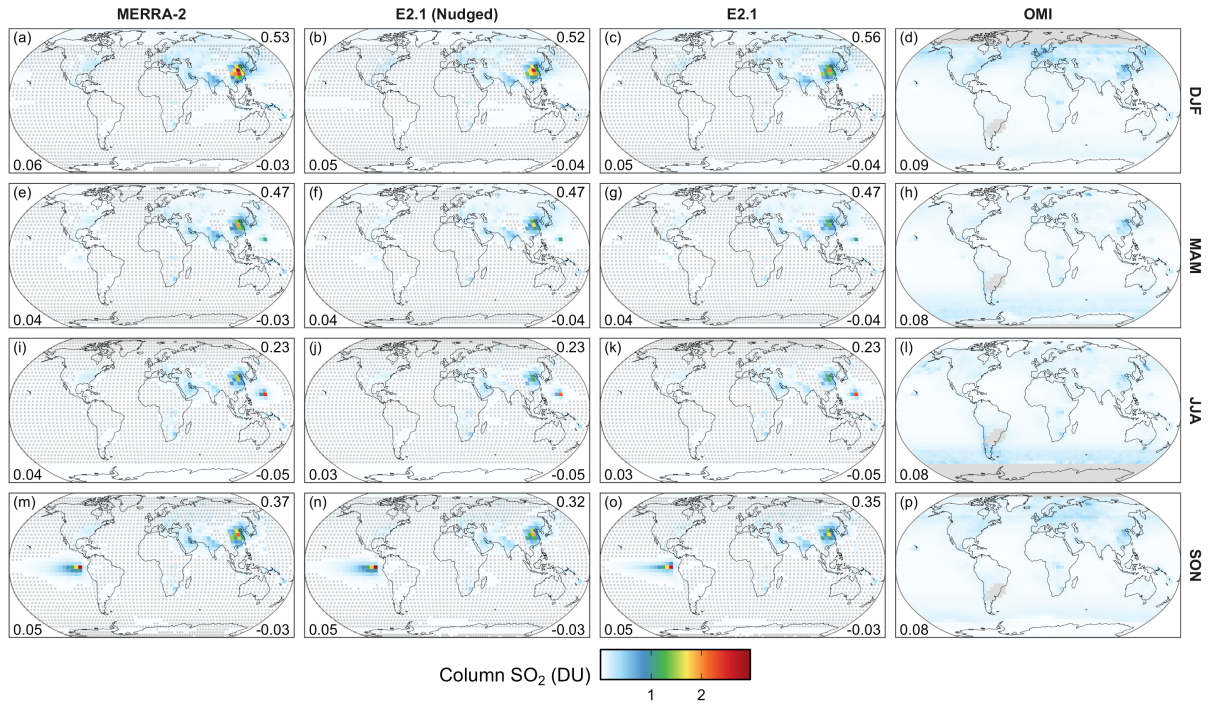 MERRA-2 E2.1 (Nudged) E2.1 OMI
(a) 0.53 (b) 0.52 (c) 0.56 (d)
DJF
0.06 -0.03 0.05 -0.04 0.05 -0.04 0.09
(e) 0.47 (f) 0.47 (g) 0.47 (h)
MAM
0.04 -0.03 0.04 -0.04 0.04 -0.04 0.08
(i) 0.23 (j) 0.23 (k) 0.23 (l)
JJA
0.04 -0.05 0.03 -0.05 0.03 -0.05 0.08
(m) 0.37 (n) 0.32 (o) 0.35 (p)
SON
0.05 -0.03 0.05 -0.03 0.05 -0.03 0.08
Column SO₂ (DU)
1 2